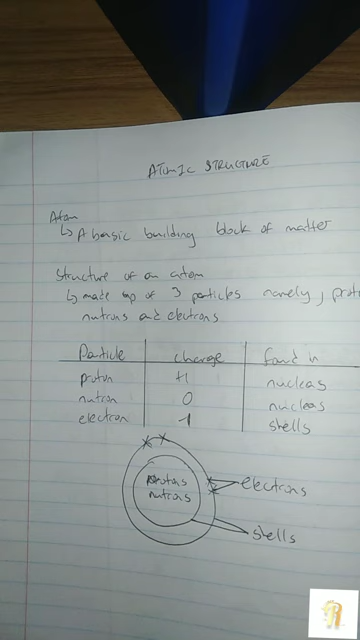 ATOMIC STRUCTURE
Atom
↳ A basic building block of matter
Structure of an atom
↳ made up of 3 particles namely, prot
nutrons and electrons
Particle charge found in
proton +1 nucleas
nutron 0 nucleas
electron -1 shells
protons
nutrons
electrons
shells